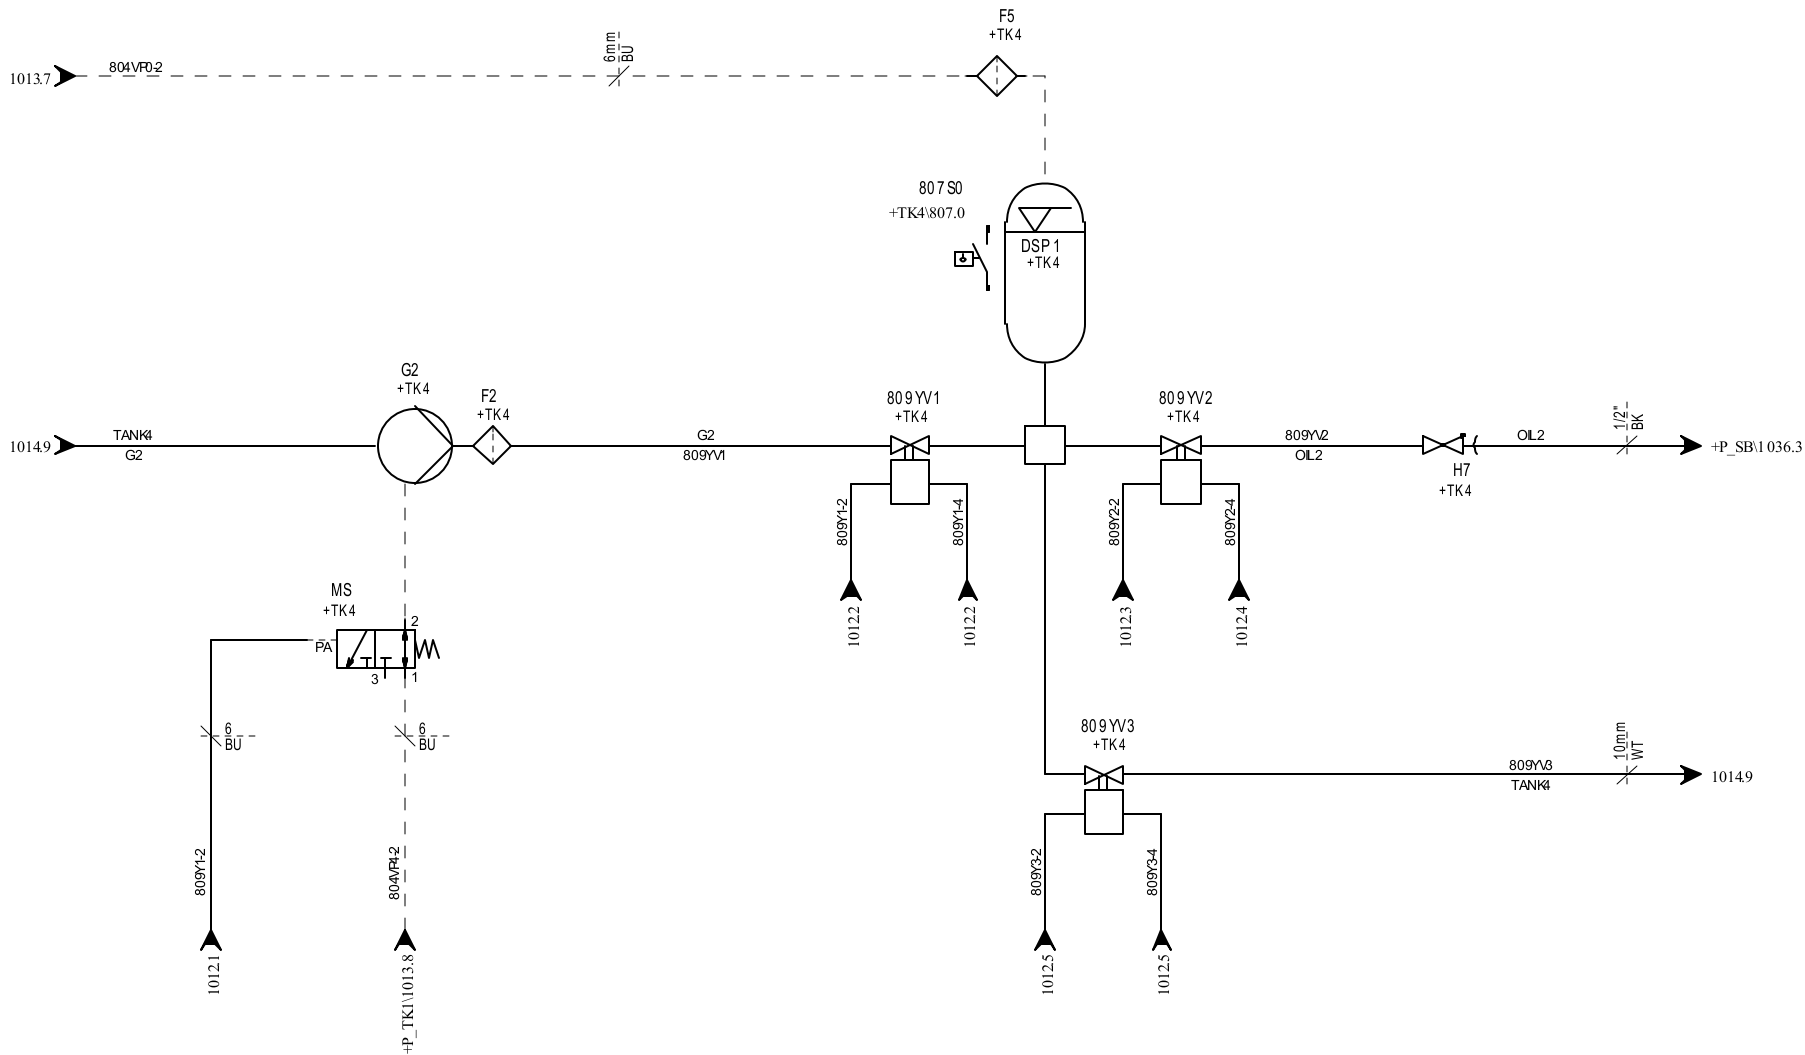 F5
+TK4
6mm
BU
804VP0-2
1013.7
807S0
+TK4\807.0
DSP1
+TK4
G2
+TK4
F2
+TK4
809YV1
+TK4
809YV2
+TK4
1/2"
BK
1014.9
TANK4
G2
G2
809YV1
809YV2
OIL2
OIL2
+P_SB\1036.3
H7
+TK4
809Y1-2
809Y1-4
809Y2-2
809Y2-4
1012.2
1012.2
1012.3
1012.4
MS
+TK4
2
PA
3
1
6
BU
6
BU
809YV3
+TK4
10mm
WT
809YV3
TANK4
1014.9
809Y1-2
804VP4-2
809Y3-2
809Y3-4
1012.1
+P_TK1\1013.8
1012.5
1012.5